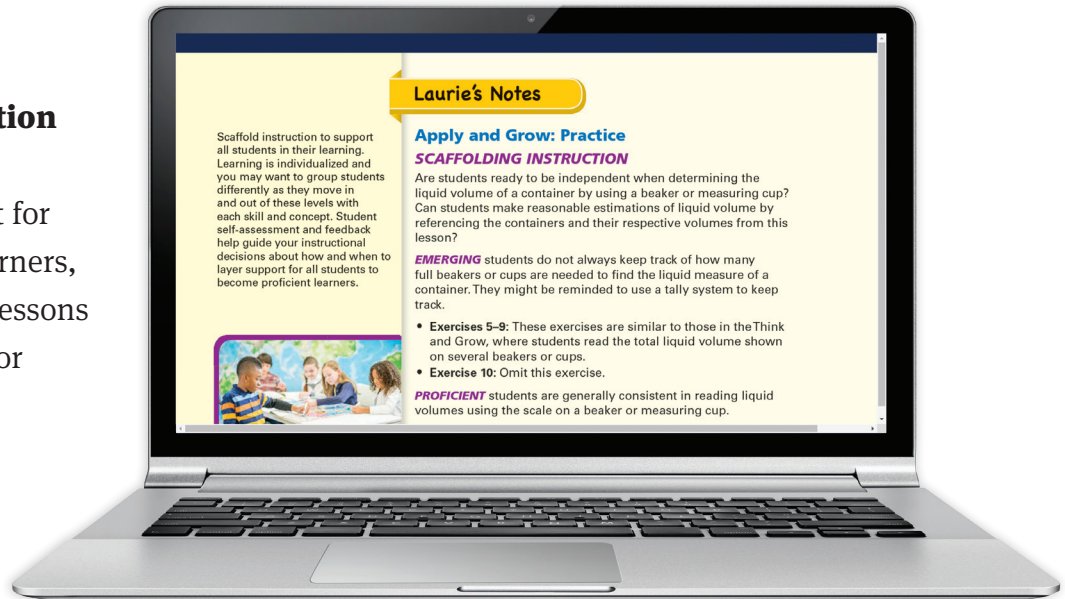 tion
t for
rners,
lessons
or
Laurie's Notes
Scaffold instruction to support
all students in their learning.
Learning is individualized and
you may want to group students
differently as they move in
and out of these levels with
each skill and concept. Student
self-assessment and feedback
help guide your instructional
decisions about how and when to
layer support for all students to
become proficient learners.
Apply and Grow: Practice
SCAFFOLDING INSTRUCTION
Are students ready to be independent when determining the
liquid volume of a container by using a beaker or measuring cup?
Can students make reasonable estimations of liquid volume by
referencing the containers and their respective volumes from this
lesson?
EMERGING students do not always keep track of how many
full beakers or cups are needed to find the liquid measure of a
container. They might be reminded to use a tally system to keep
track.
• Exercises 5–9: These exercises are similar to those in the Think
and Grow, where students read the total liquid volume shown
on several beakers or cups.
• Exercise 10: Omit this exercise.
PROFICIENT students are generally consistent in reading liquid
volumes using the scale on a beaker or measuring cup.